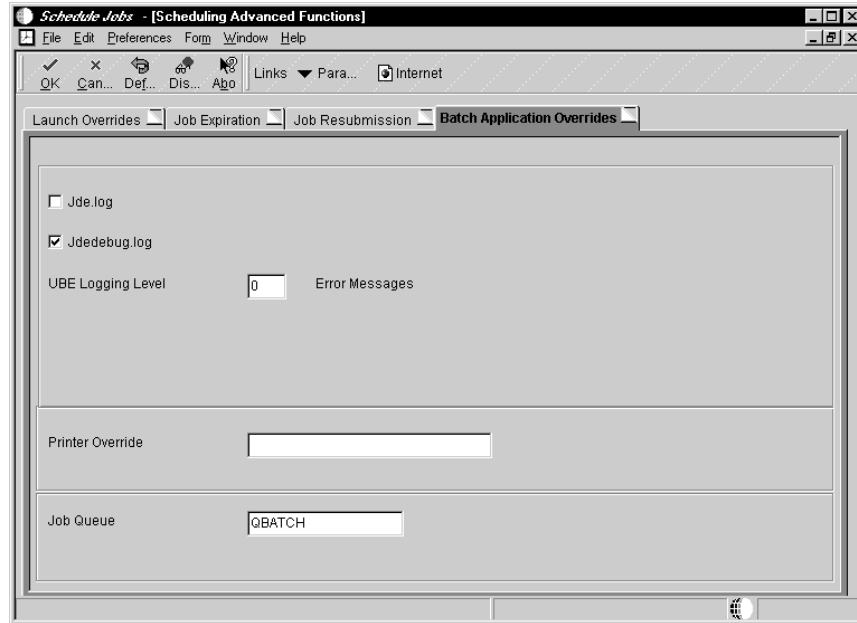 Schedule Jobs - [Scheduling Advanced Functions]
File Edit Preferences Form Window Help
OK Can... Def... Dis... Abo Links Para... Internet
Launch Overrides Job Expiration Job Resubmission Batch Application Overrides
Jde.log
Jdedebug.log
UBE Logging Level 0 Error Messages
Printer Override
Job Queue QBATCH